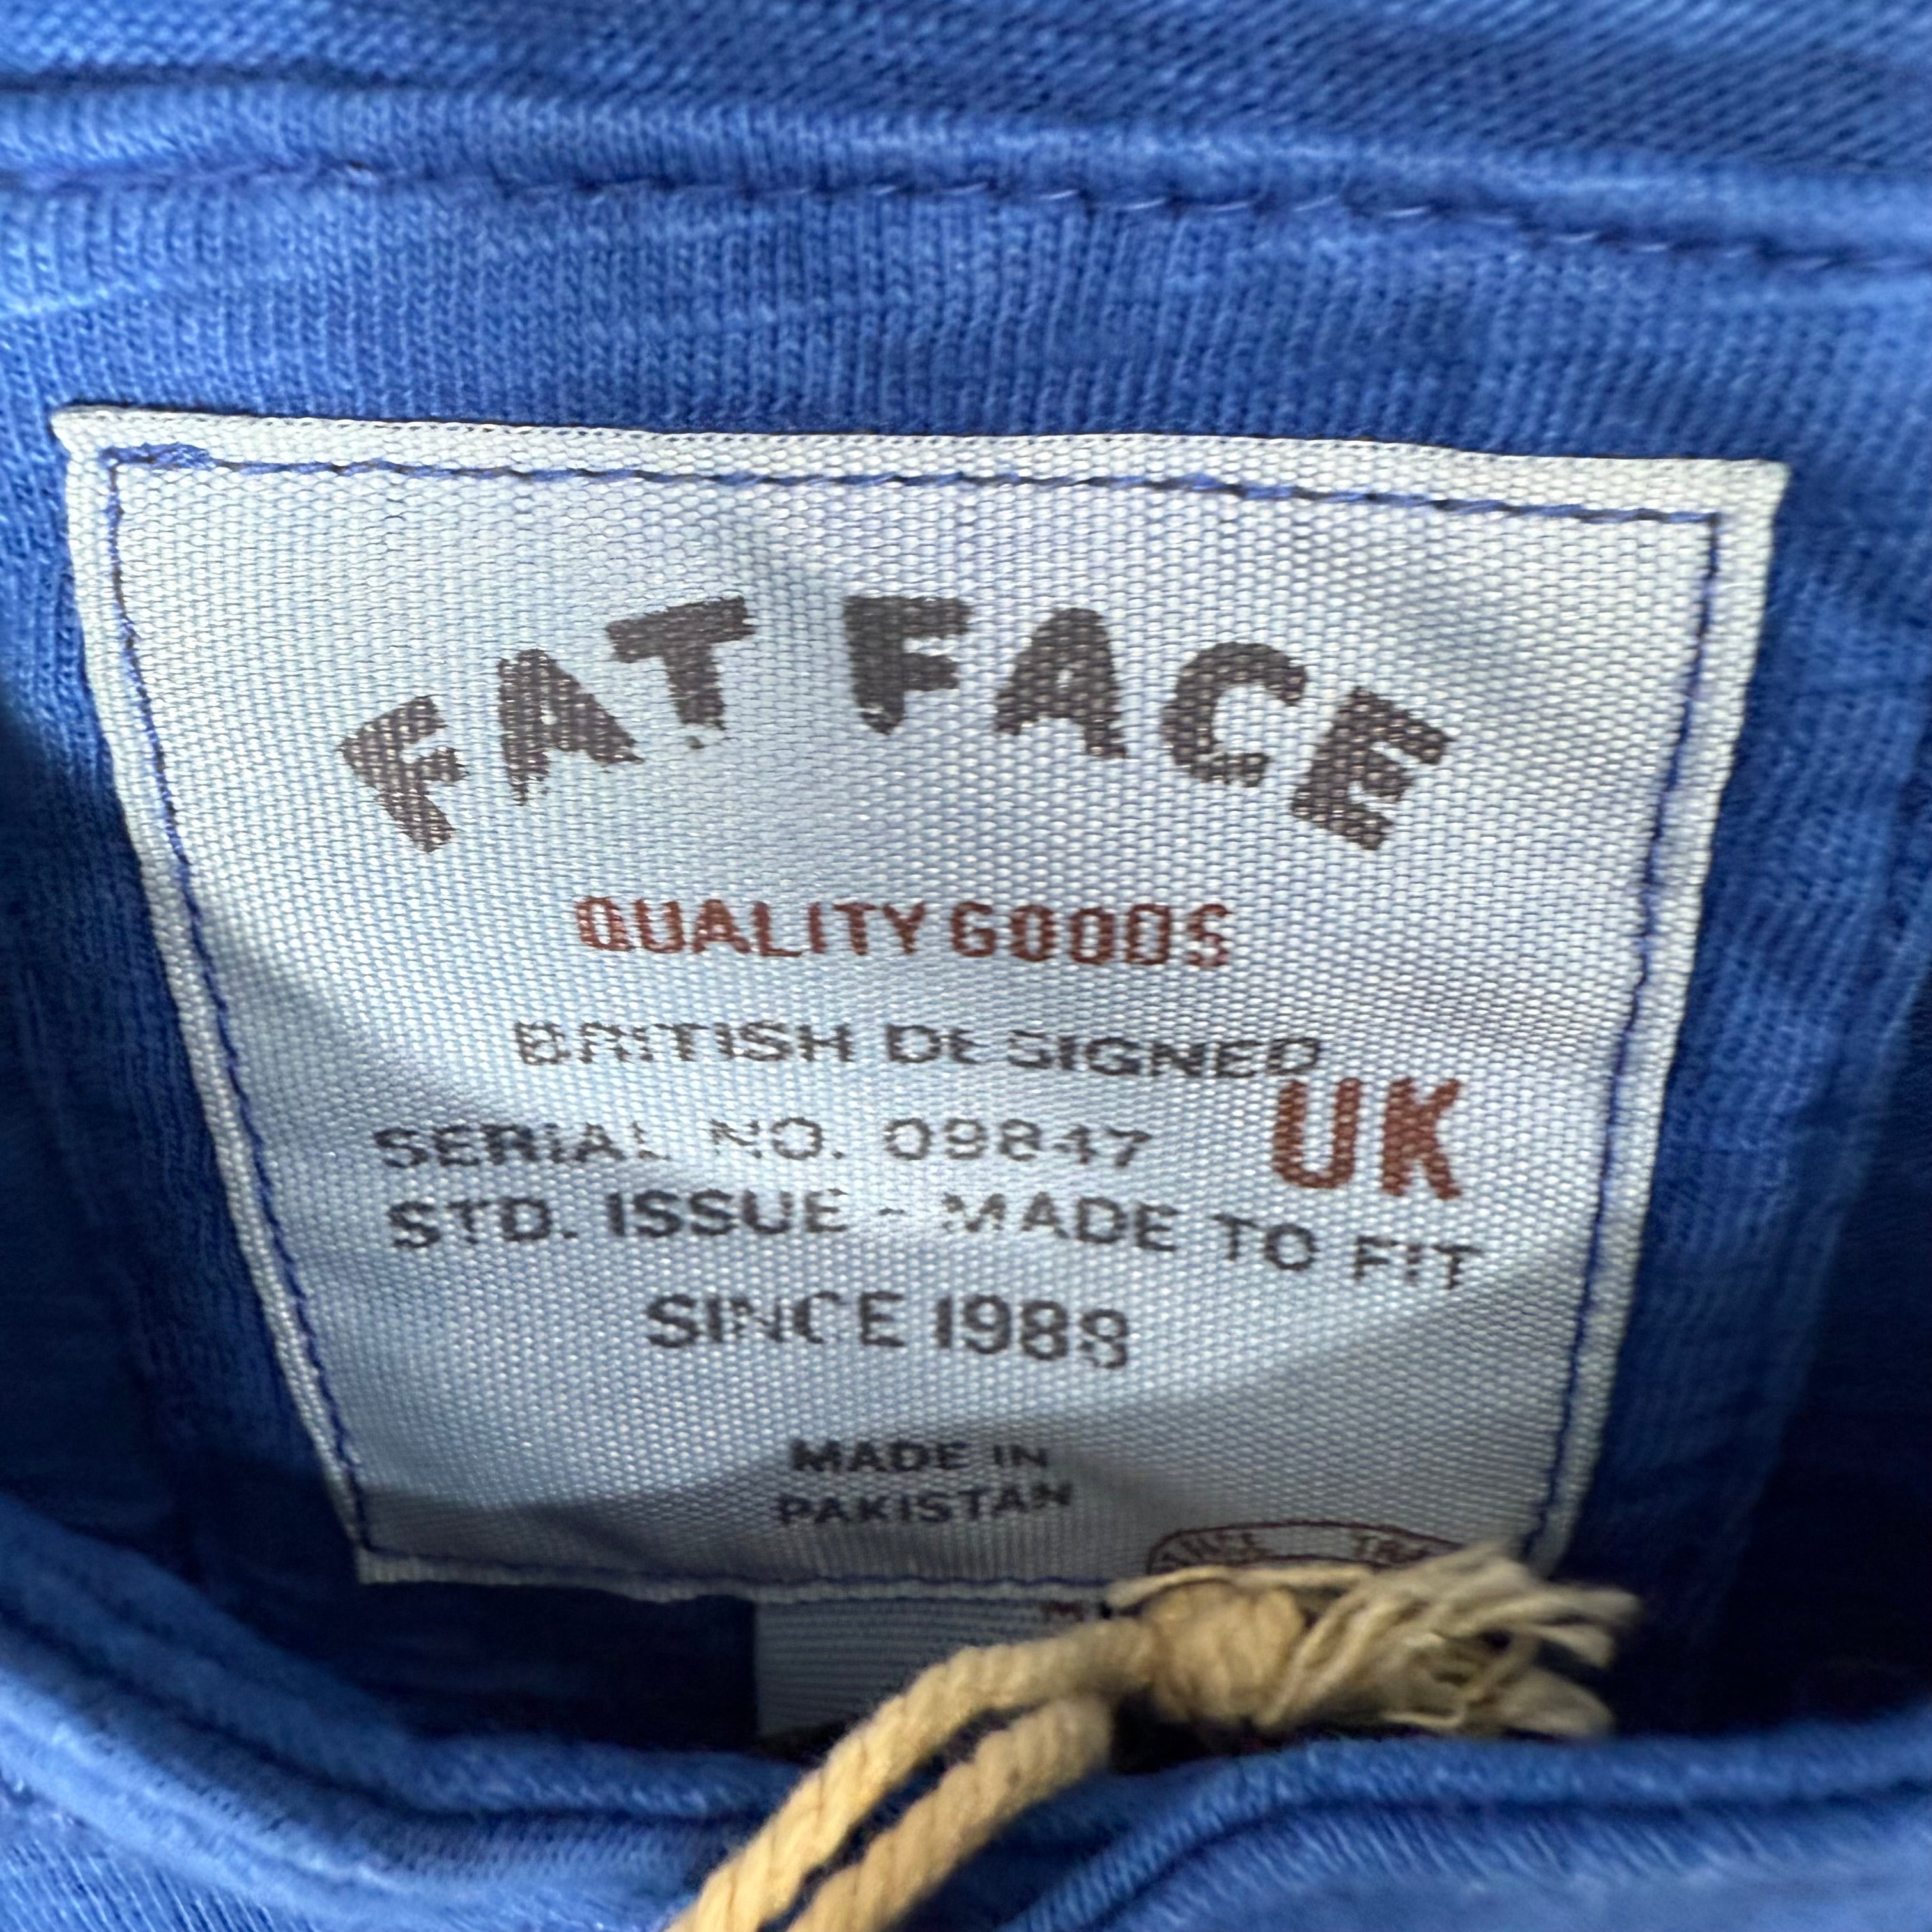 FAT FACE
QUALITY GOODS
BRITISH DESIGNED
UK
SERIAL NO. 09847
STD. ISSUE - MADE TO FIT
SINCE 1988
MADE IN
PAKISTAN